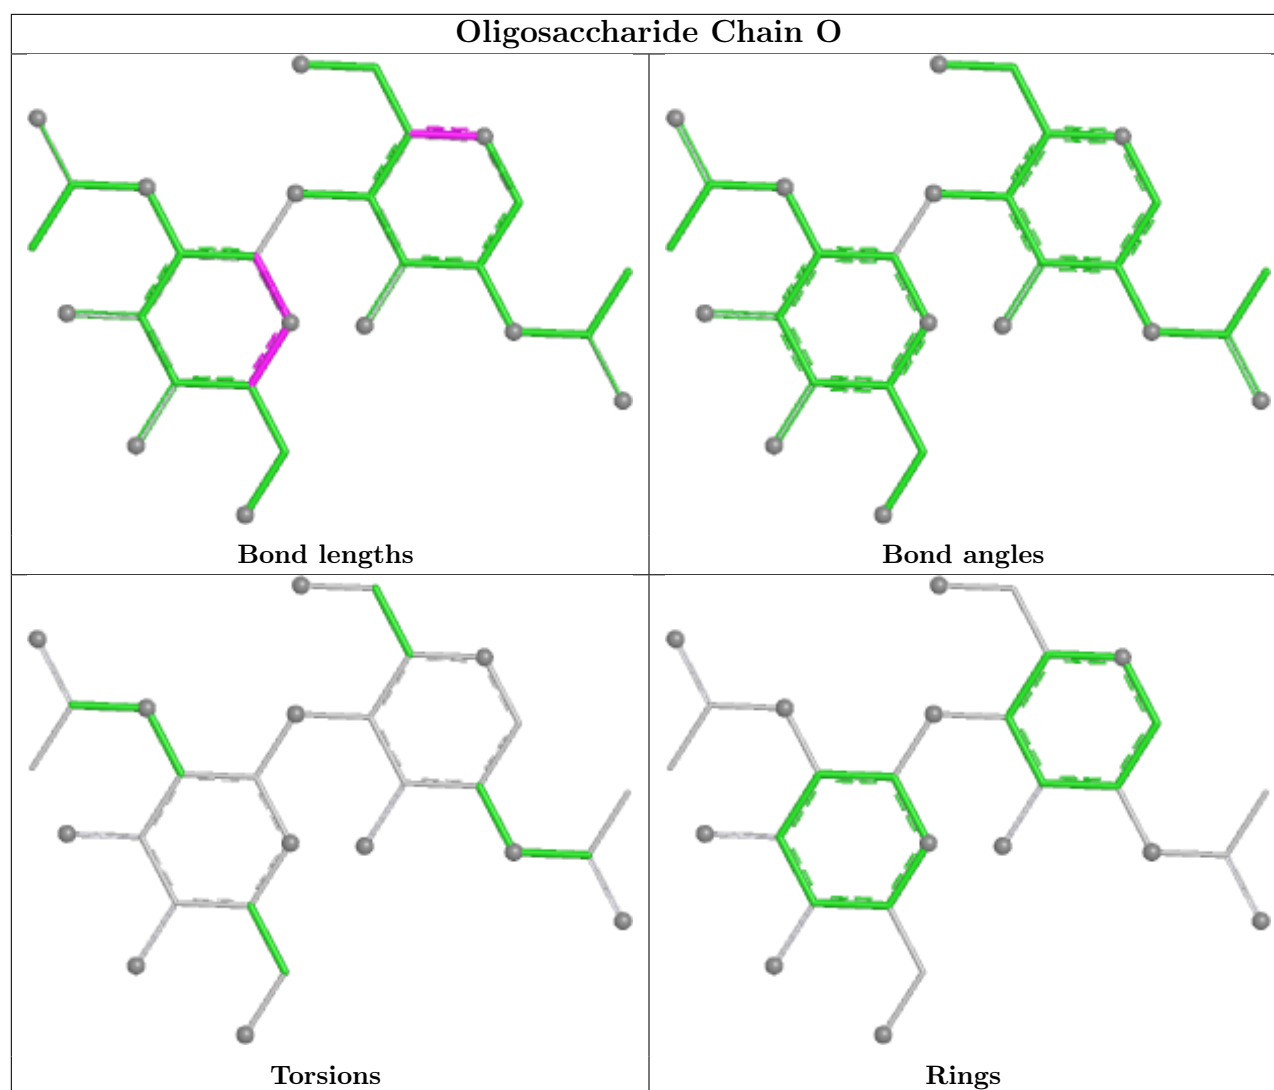 Oligosaccharide Chain O
Bond lengths
Bond angles
Torsions
Rings